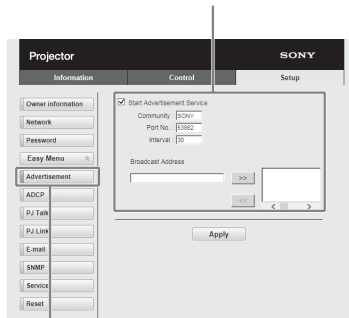 Projector
SONY
Information
Control
Setup
Owner information
Network
Password
Easy Menu
Advertisement
ADCP
PJ Talk
PJ Link
E-mail
SNMP
Service
Reset
Start Advertisement Service
Community : SONY
Port No. : 53862
Interval : 30
Broadcast Address
>>
<<
Apply